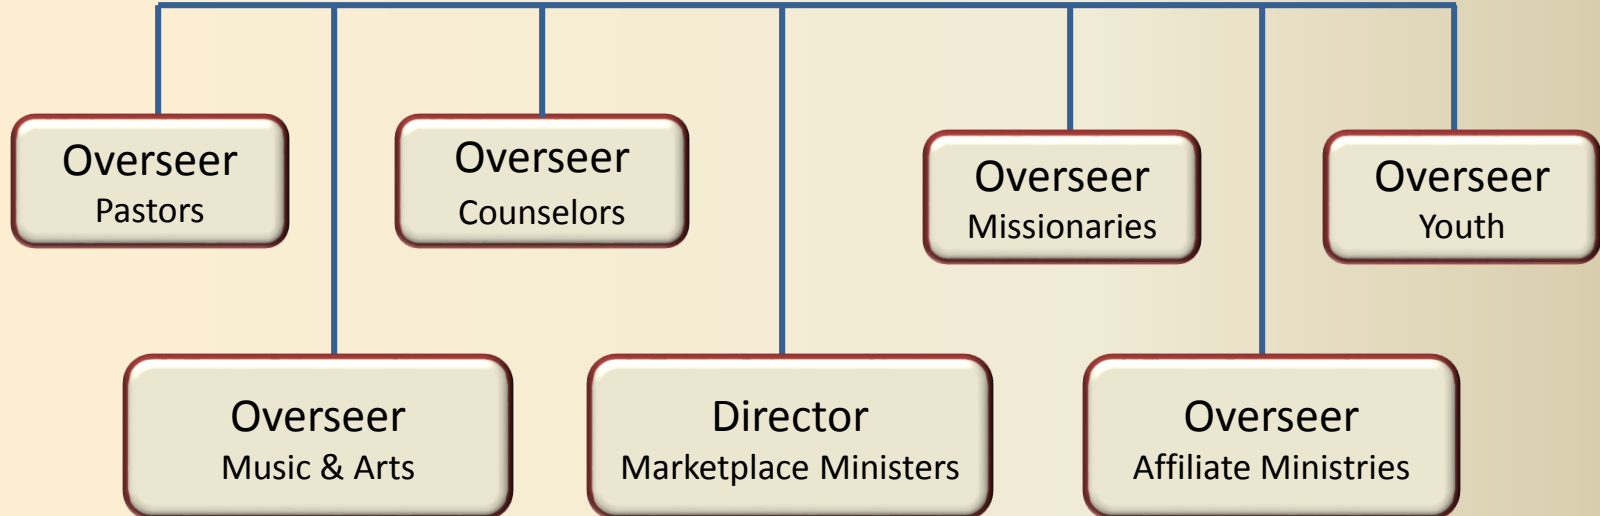 Overseer
Pastors
Overseer
Counselors
Overseer
Missionaries
Overseer
Youth
Overseer
Music & Arts
Director
Marketplace Ministers
Overseer
Affiliate Ministries